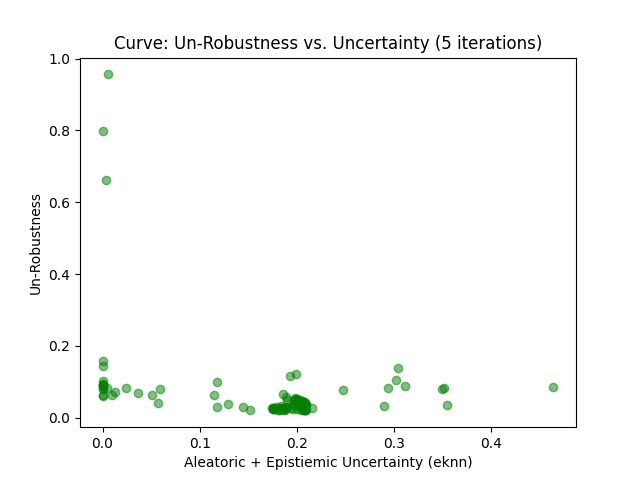 Curve: Un-Robustness vs. Uncertainty (5 iterations)
1.0
0.8
0.6
0.4
0.2
0.0
Un-Robustness
0.0 0.1 0.2 0.3 0.4
Aleatoric + Epistiemic Uncertainty (eknn)